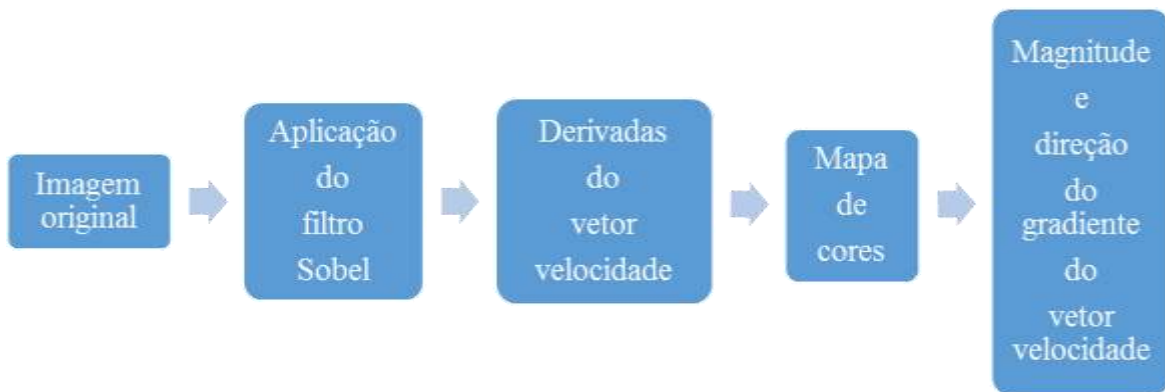 Imagem
original
Aplicação
do
filtro
Sobel
Derivadas
do
vetor
velocidade
Mapa
de
cores
Magnitude
e
direção
do
gradiente
do
vetor
velocidade